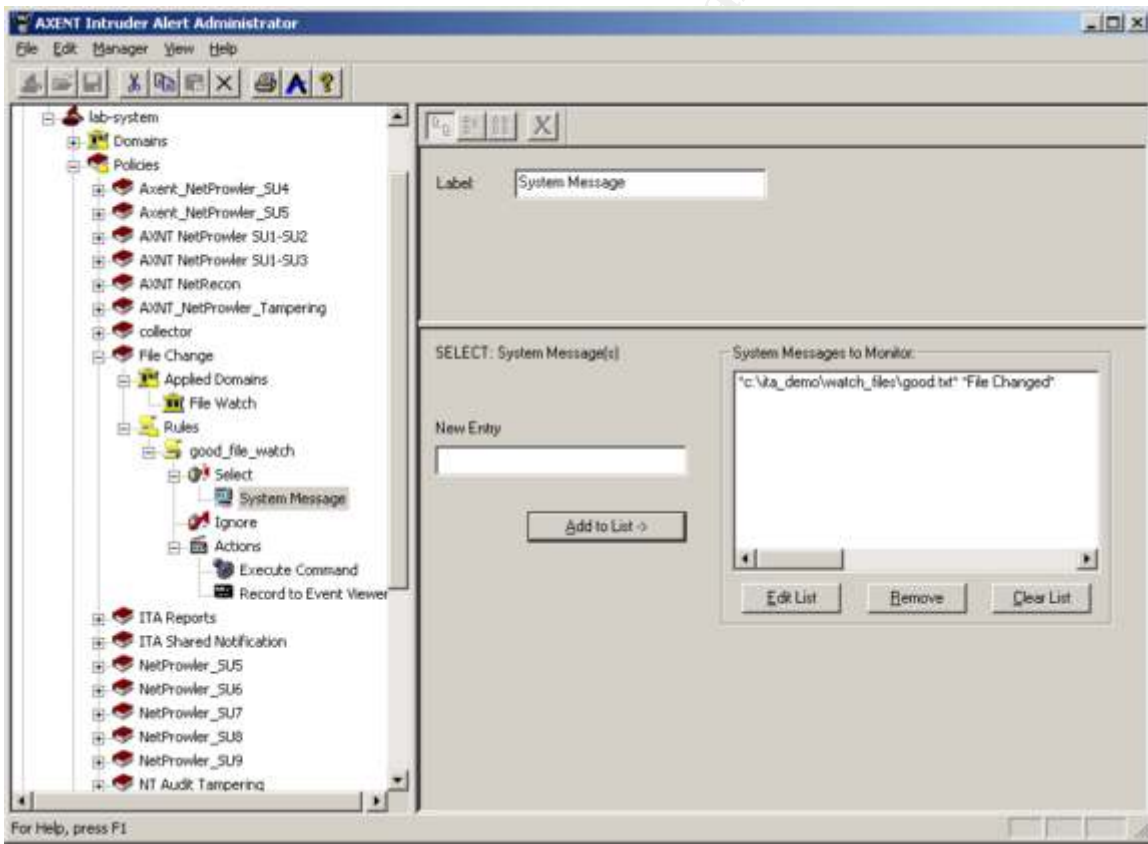 AXENT Intruder Alert Administrator
File Edit Manager View Help
lab-system
Domains
Policies
Axent_NetProwler_SU4
Axent_NetProwler_SU5
AXNT NetProwler SU1-SU2
AXNT NetProwler SU1-SU3
AXNT NetRecon
AXNT_NetProwler_Tampering
collector
File Change
Applied Domains
File Watch
Rules
good_file_watch
Select
System Message
Ignore
Actions
Execute Command
Record to Event Viewer
ITA Reports
ITA Shared Notification
NetProwler_SU5
NetProwler_SU6
NetProwler_SU7
NetProwler_SU8
NetProwler_SU9
NT Audit Tampering
Label: System Message
SELECT: System Message(s)
New Entry
Add to List ->
System Messages to Monitor:
"c:\ita_demo\watch_files\good.txt" "File Changed"
Edit List Remove Clear List
For Help, press F1